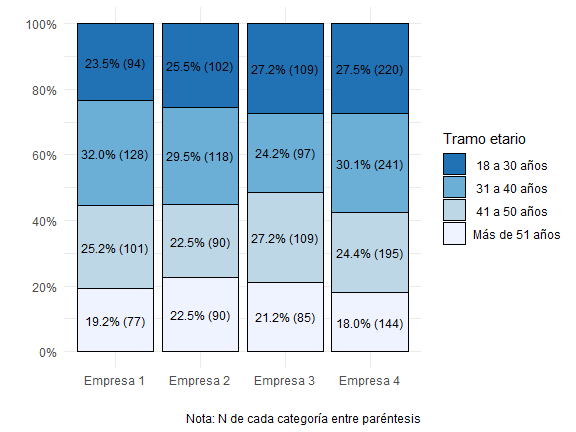 100%
23.5% (94) 25.5% (102) 27.2% (109) 27.5% (220)
80%
Tramo etario
18 a 30 años
60%
32.0% (128) 29.5% (118) 24.2% (97) 30.1% (241)
31 a 40 años
41 a 50 años
40%
Más de 51 años
25.2% (101) 22.5% (90) 27.2% (109) 24.4% (195)
20%
19.2% (77) 22.5% (90) 21.2% (85) 18.0% (144)
0%
Empresa 1 Empresa 2 Empresa 3 Empresa 4
Nota: N de cada categoría entre paréntesis